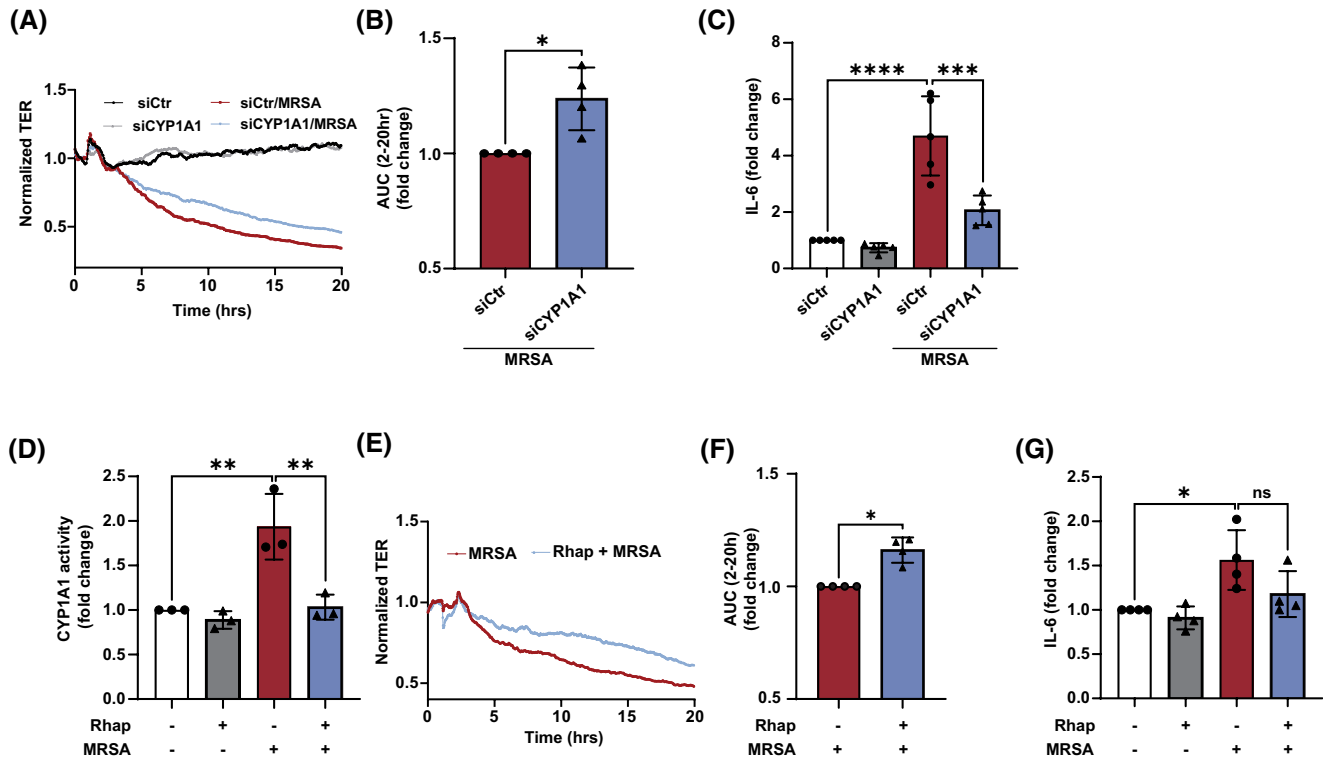 (A)
Normalized TER
1.5
1.0
0.5
siCtr
siCtr/MRSA
siCYP1A1
siCYP1A1/MRSA
0 5 10 15 20
Time (hrs)
(B)
AUC (2-20hr)
(fold change)
1.5
1.0
0.5
*
siCtr
siCYP1A1
MRSA
(C)
IL-6 (fold change)
8
6
4
2
0
**** ***
siCtr
siCYP1A1
siCtr
siCYP1A1
MRSA
(D)
CYP1A1 activity
(fold change)
2.5
2.0
1.5
1.0
0.5
0.0
** **
Rhap - + - +
MRSA - - + +
(E)
Normalized TER
1.5
1.0
0.5
MRSA
Rhap + MRSA
0 5 10 15 20
Time (hrs)
(F)
AUC (2-20h)
(fold change)
1.5
1.0
0.5
*
Rhap - +
MRSA + +
(G)
IL-6 (fold change)
2.5
2.0
1.5
1.0
0.5
0.0
* ns
Rhap - + - +
MRSA - - + +